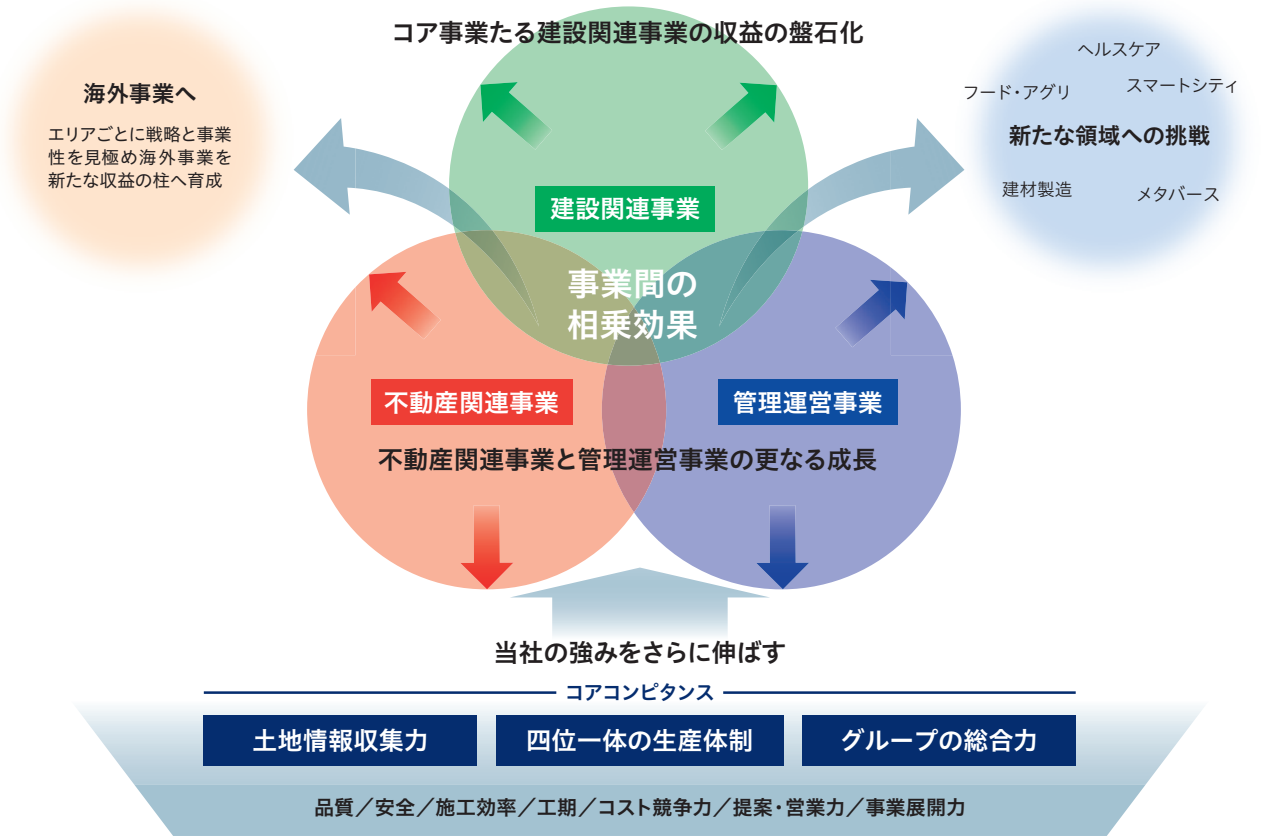 コア事業たる建設関連事業の収益の盤石化
海外事業へ
エリアごとに戦略と事業
性を見極め海外事業を
新たな収益の柱へ育成
ヘルスケア
フード・アグリ
スマートシティ
新たな領域への挑戦
建材製造
メタバース
建設関連事業
事業間の
相乗効果
不動産関連事業
管理運営事業
不動産関連事業と管理運営事業の更なる成長
当社の強みをさらに伸ばす
コアコンピタンス
土地情報収集力
四位一体の生産体制
グループの総合力
品質／安全／施工効率／工期／コスト競争力／提案・営業力／事業展開力